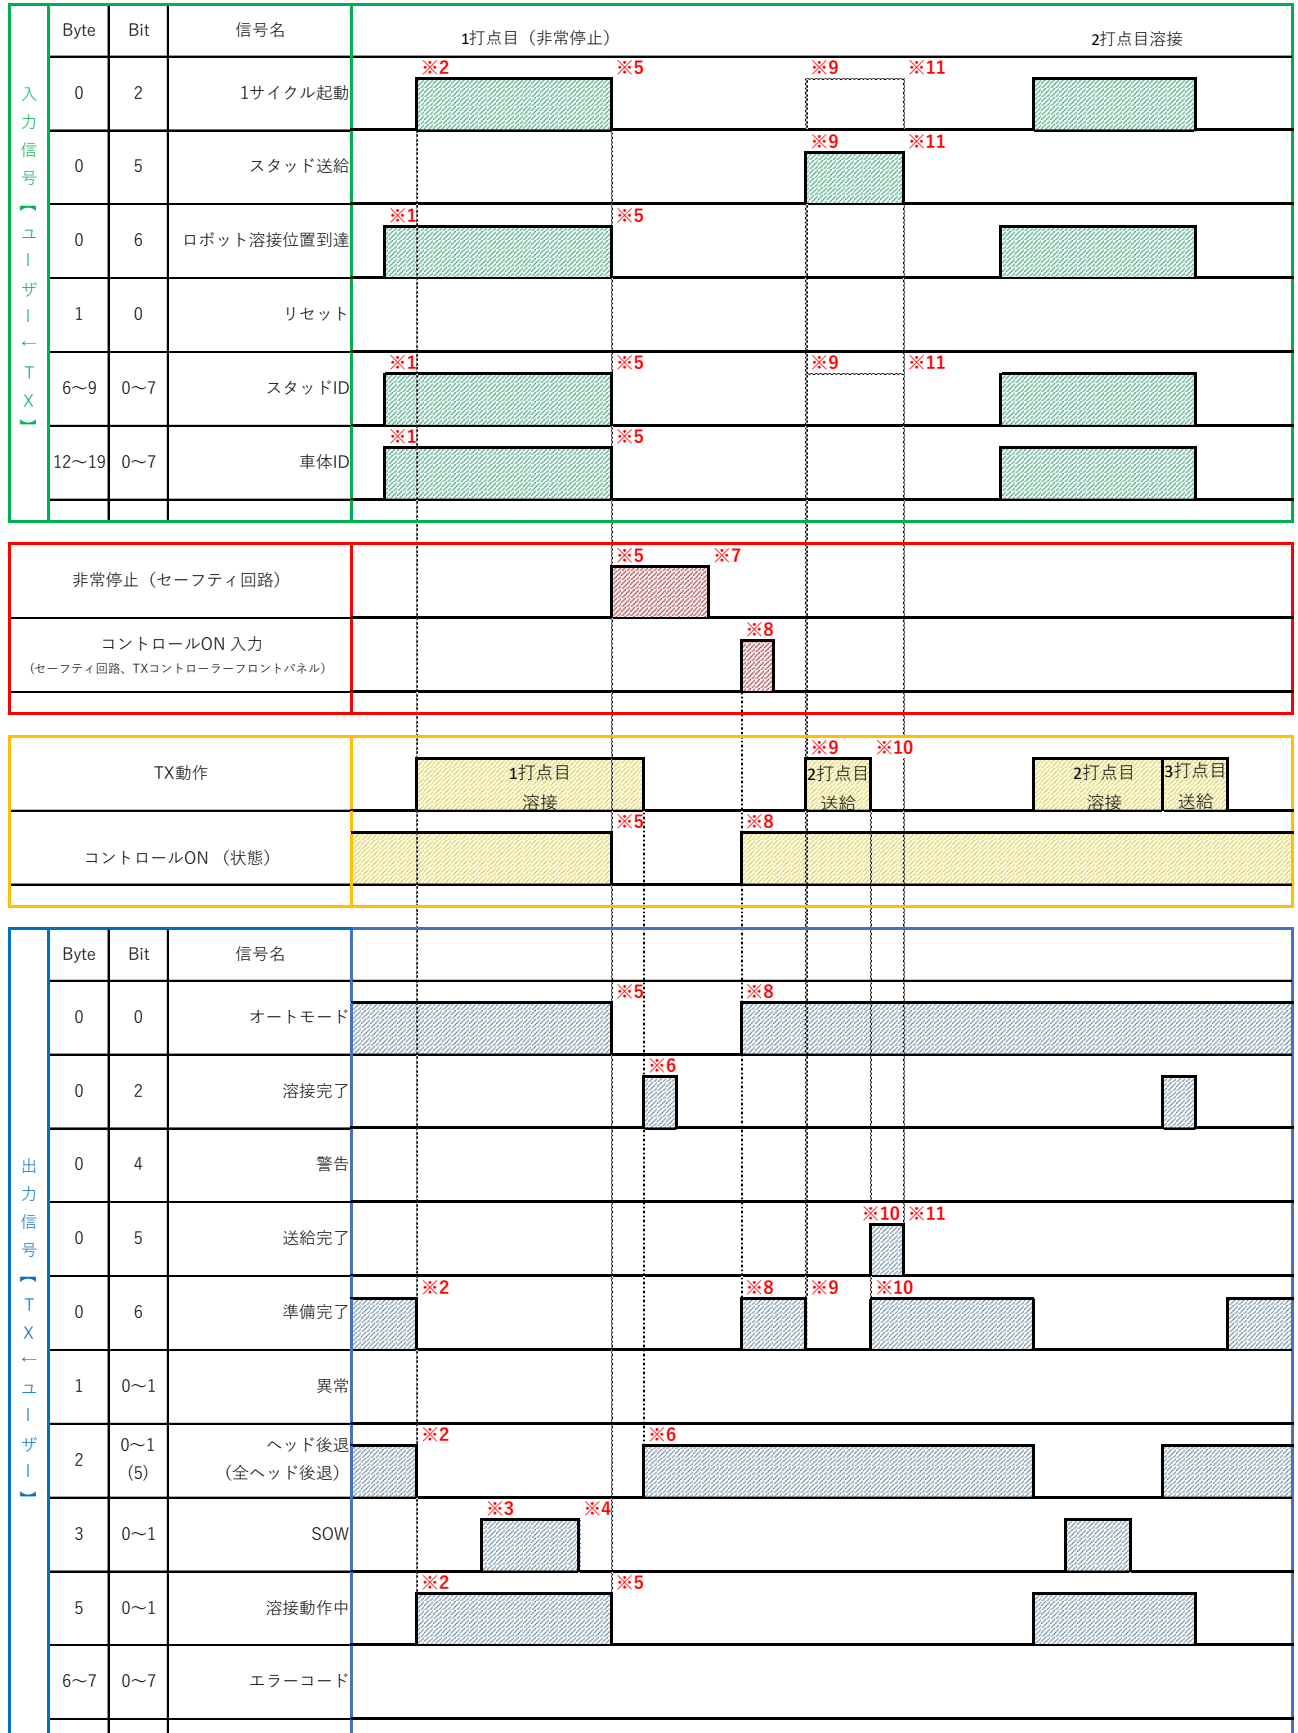 Byte Bit 信号名 1打点目（非常停止） 2打点目溶接
入力信号【ユーザー←TX】
※2 ※5 ※9 ※11
0 2 1サイクル起動
※9 ※11
0 5 スタッド送給
※1 ※5
0 6 ロボット溶接位置到達
1 0 リセット
※1 ※5 ※9 ※11
6～9 0～7 スタッドID
※1 ※5
12～19 0～7 車体ID
※5 ※7
非常停止（セーフティ回路）
※8
コントロールON 入力
（セーフティ回路、TXコントローラーフロントパネル）
※9 ※10
TX動作 1打点目 2打点目 2打点目 3打点目
溶接 送給 溶接 送給
※5 ※8
コントロールON （状態）
Byte Bit 信号名
出力信号【TX←ユーザー】
※5 ※8
0 0 オートモード
※6
0 2 溶接完了
0 4 警告
※10 ※11
0 5 送給完了
※2 ※8 ※9 ※10
0 6 準備完了
1 0～1 異常
※2 ※6
2 0～1 ヘッド後退
(5) （全ヘッド後退）
※3 ※4
3 0～1 SOW
※2 ※5
5 0～1 溶接動作中
6～7 0～7 エラーコード